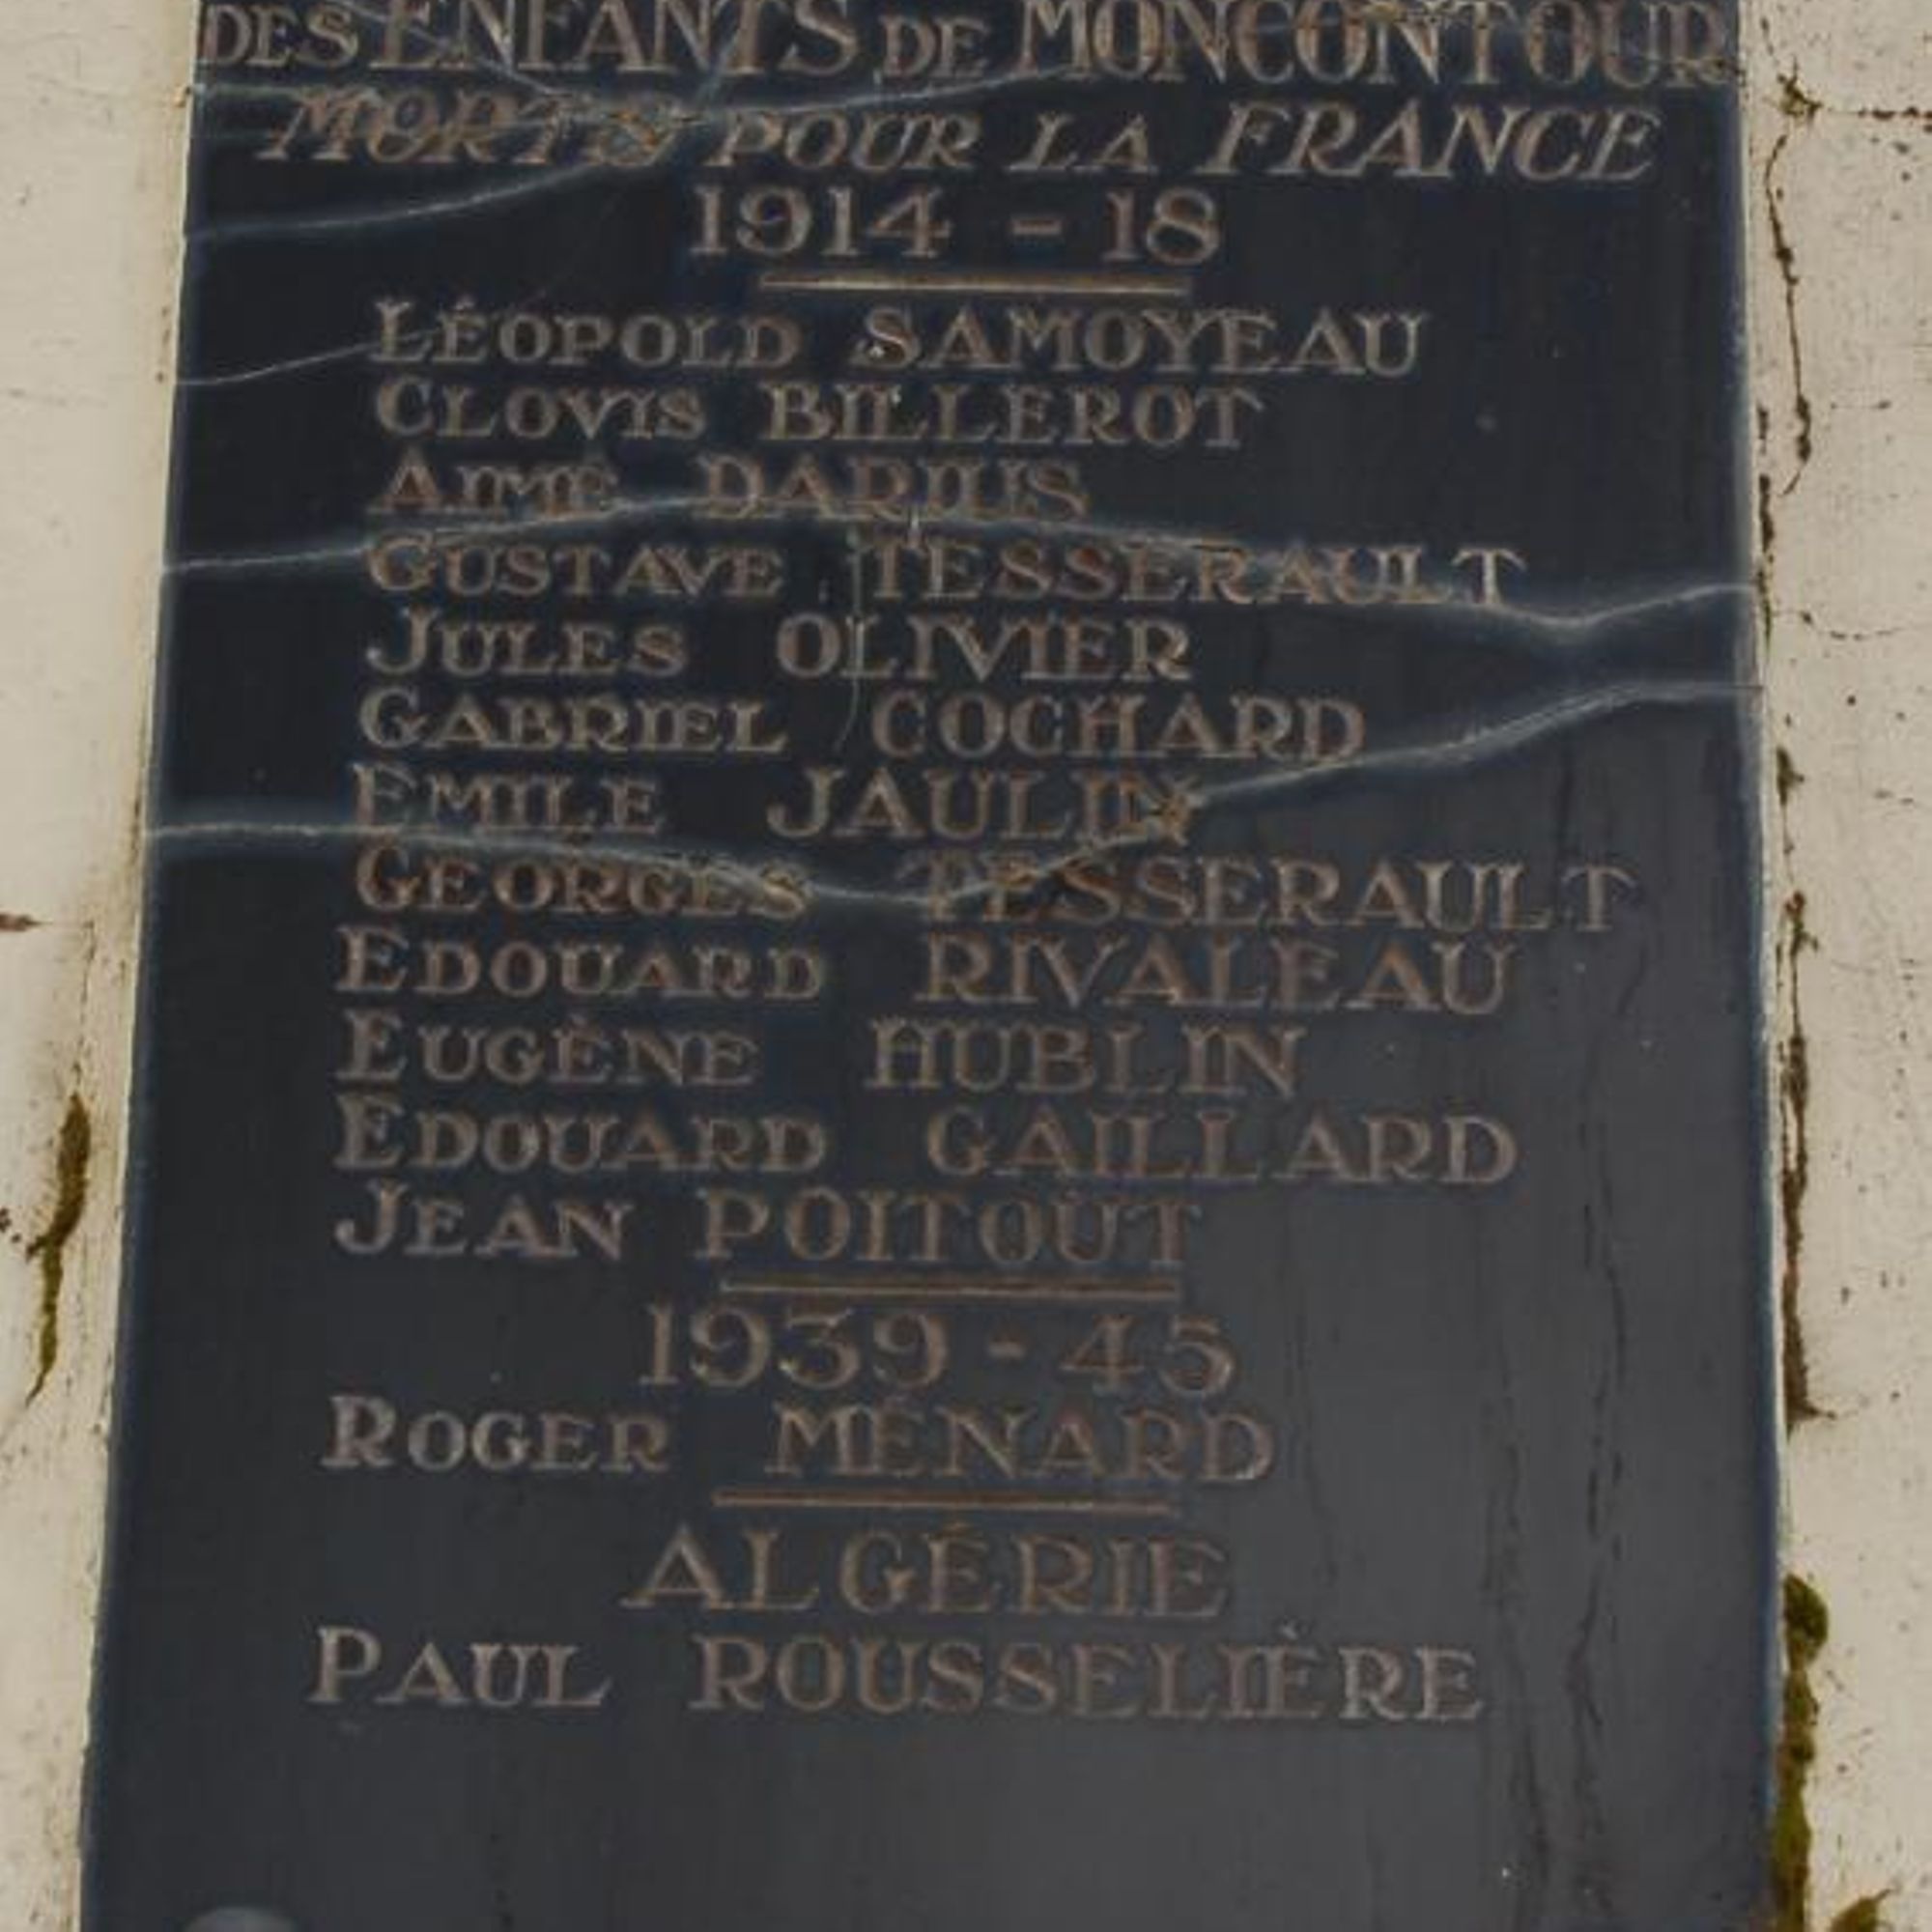 DES ENFANTS DE MONCONTOUR
MORTS POUR LA FRANCE
1914 - 18
LÉOPOLD SAMOYEAU
CLOVIS BILLEROT
AIMÉ DARIUS
GUSTAVE TESSERAULT
JULES OLIVIER
GABRIEL COCHARD
EMILE JAULIN
GEORGES TESSERAULT
EDOUARD RIVALEAU
EUGÈNE HUBLIN
EDOUARD GAILLARD
JEAN POITOUT
1939 - 45
ROGER MÉNARD
ALGÉRIE
PAUL ROUSSELIÈRE